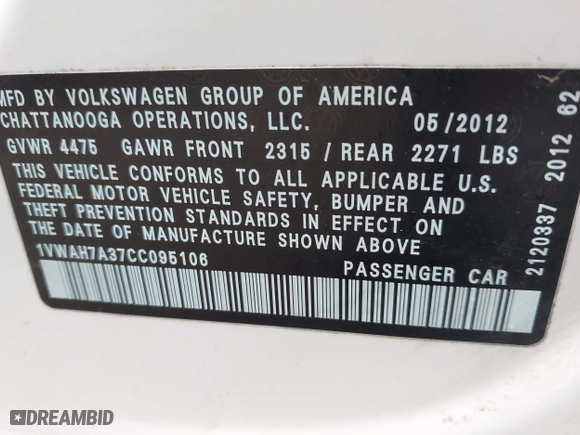 MFD BY VOLKSWAGEN GROUP OF AMERICA
CHATTANOOGA OPERATIONS, LLC. 05/2012
GVWR 4475 GAWR FRONT 2315 / REAR 2271 LBS
THIS VEHICLE CONFORMS TO ALL APPLICABLE U.S.
FEDERAL MOTOR VEHICLE SAFETY, BUMPER AND
THEFT PREVENTION STANDARDS IN EFFECT ON
THE DATE OF MANUFACTURE SHOWN ABOVE
1VWAH7A37CC095106 PASSENGER CAR
2120337 2012 62
DREAMBID